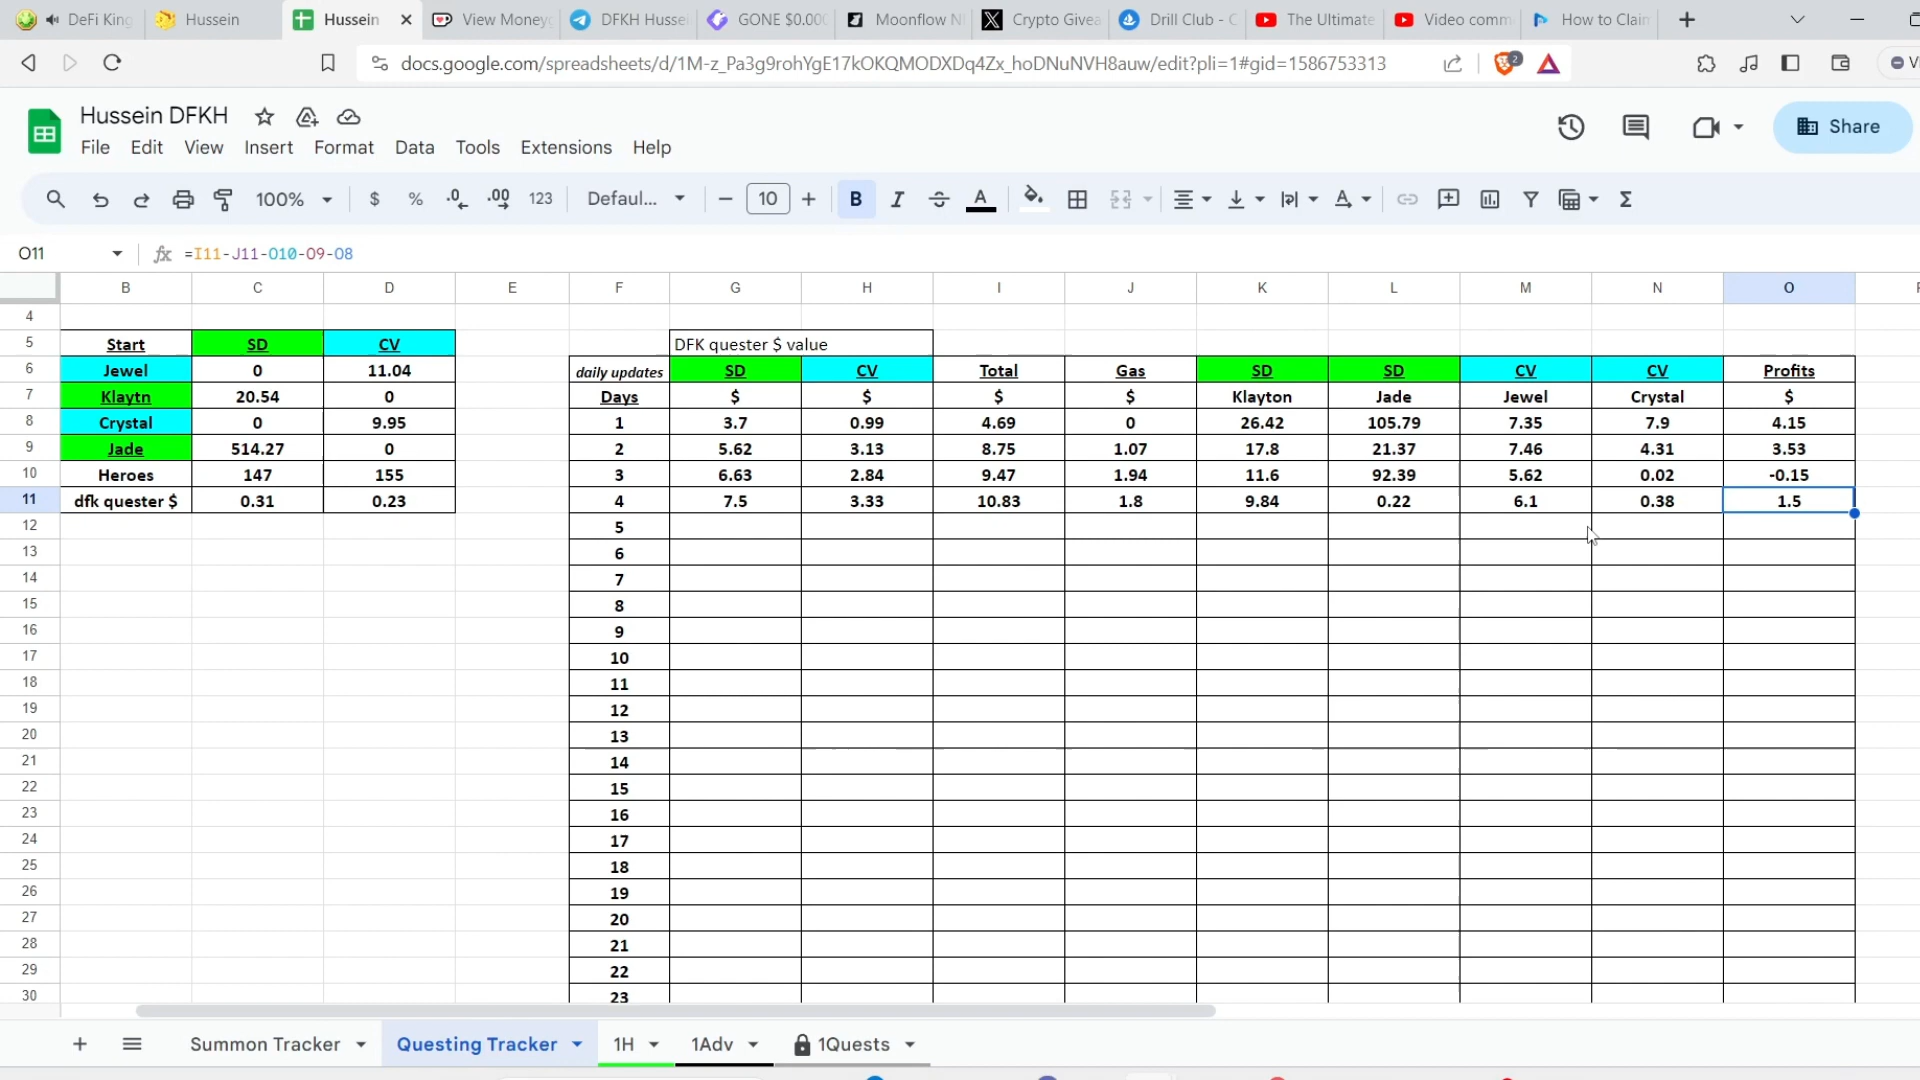 DeFi King
Hussein
Hussein
View Money
DFKH Husse
GONE $0.00
Moonflow N
Crypto Givea
Drill Club - C
The Ultimate
Video comm
How to Clain
docs.google.com/spreadsheets/d/1M-z_Pa3g9rohYgE17kOKQMODXDq4Zx_hoDNuNVH8auw/edit?pli=1#gid=1586753313
2
Hussein DFKH
Share
File Edit View Insert Format Data Tools Extensions Help
100% $ % .0 .00 123 Defaul... 10 B I A
O11 fx =I11-J11-O10-O9-O8
B C D E F G H I J K L M N O
4
5 Start SD CV DFK quester $ value
6 Jewel 0 11.04 daily updates SD CV Total Gas SD SD CV CV Profits
7 Klaytn 20.54 0 Days $ $ $ $ Klayton Jade Jewel Crystal $
8 Crystal 0 9.95 1 3.7 0.99 4.69 0 26.42 105.79 7.35 7.9 4.15
9 Jade 514.27 0 2 5.62 3.13 8.75 1.07 17.8 21.37 7.46 4.31 3.53
10 Heroes 147 155 3 6.63 2.84 9.47 1.94 11.6 92.39 5.62 0.02 -0.15
11 dfk quester $ 0.31 0.23 4 7.5 3.33 10.83 1.8 9.84 0.22 6.1 0.38 1.5
12 5
13 6
14 7
15 8
16 9
17 10
18 11
19 12
20 13
21 14
22 15
23 16
24 17
25 18
26 19
27 20
28 21
29 22
30 23
Summon Tracker Questing Tracker 1H 1Adv 1Quests